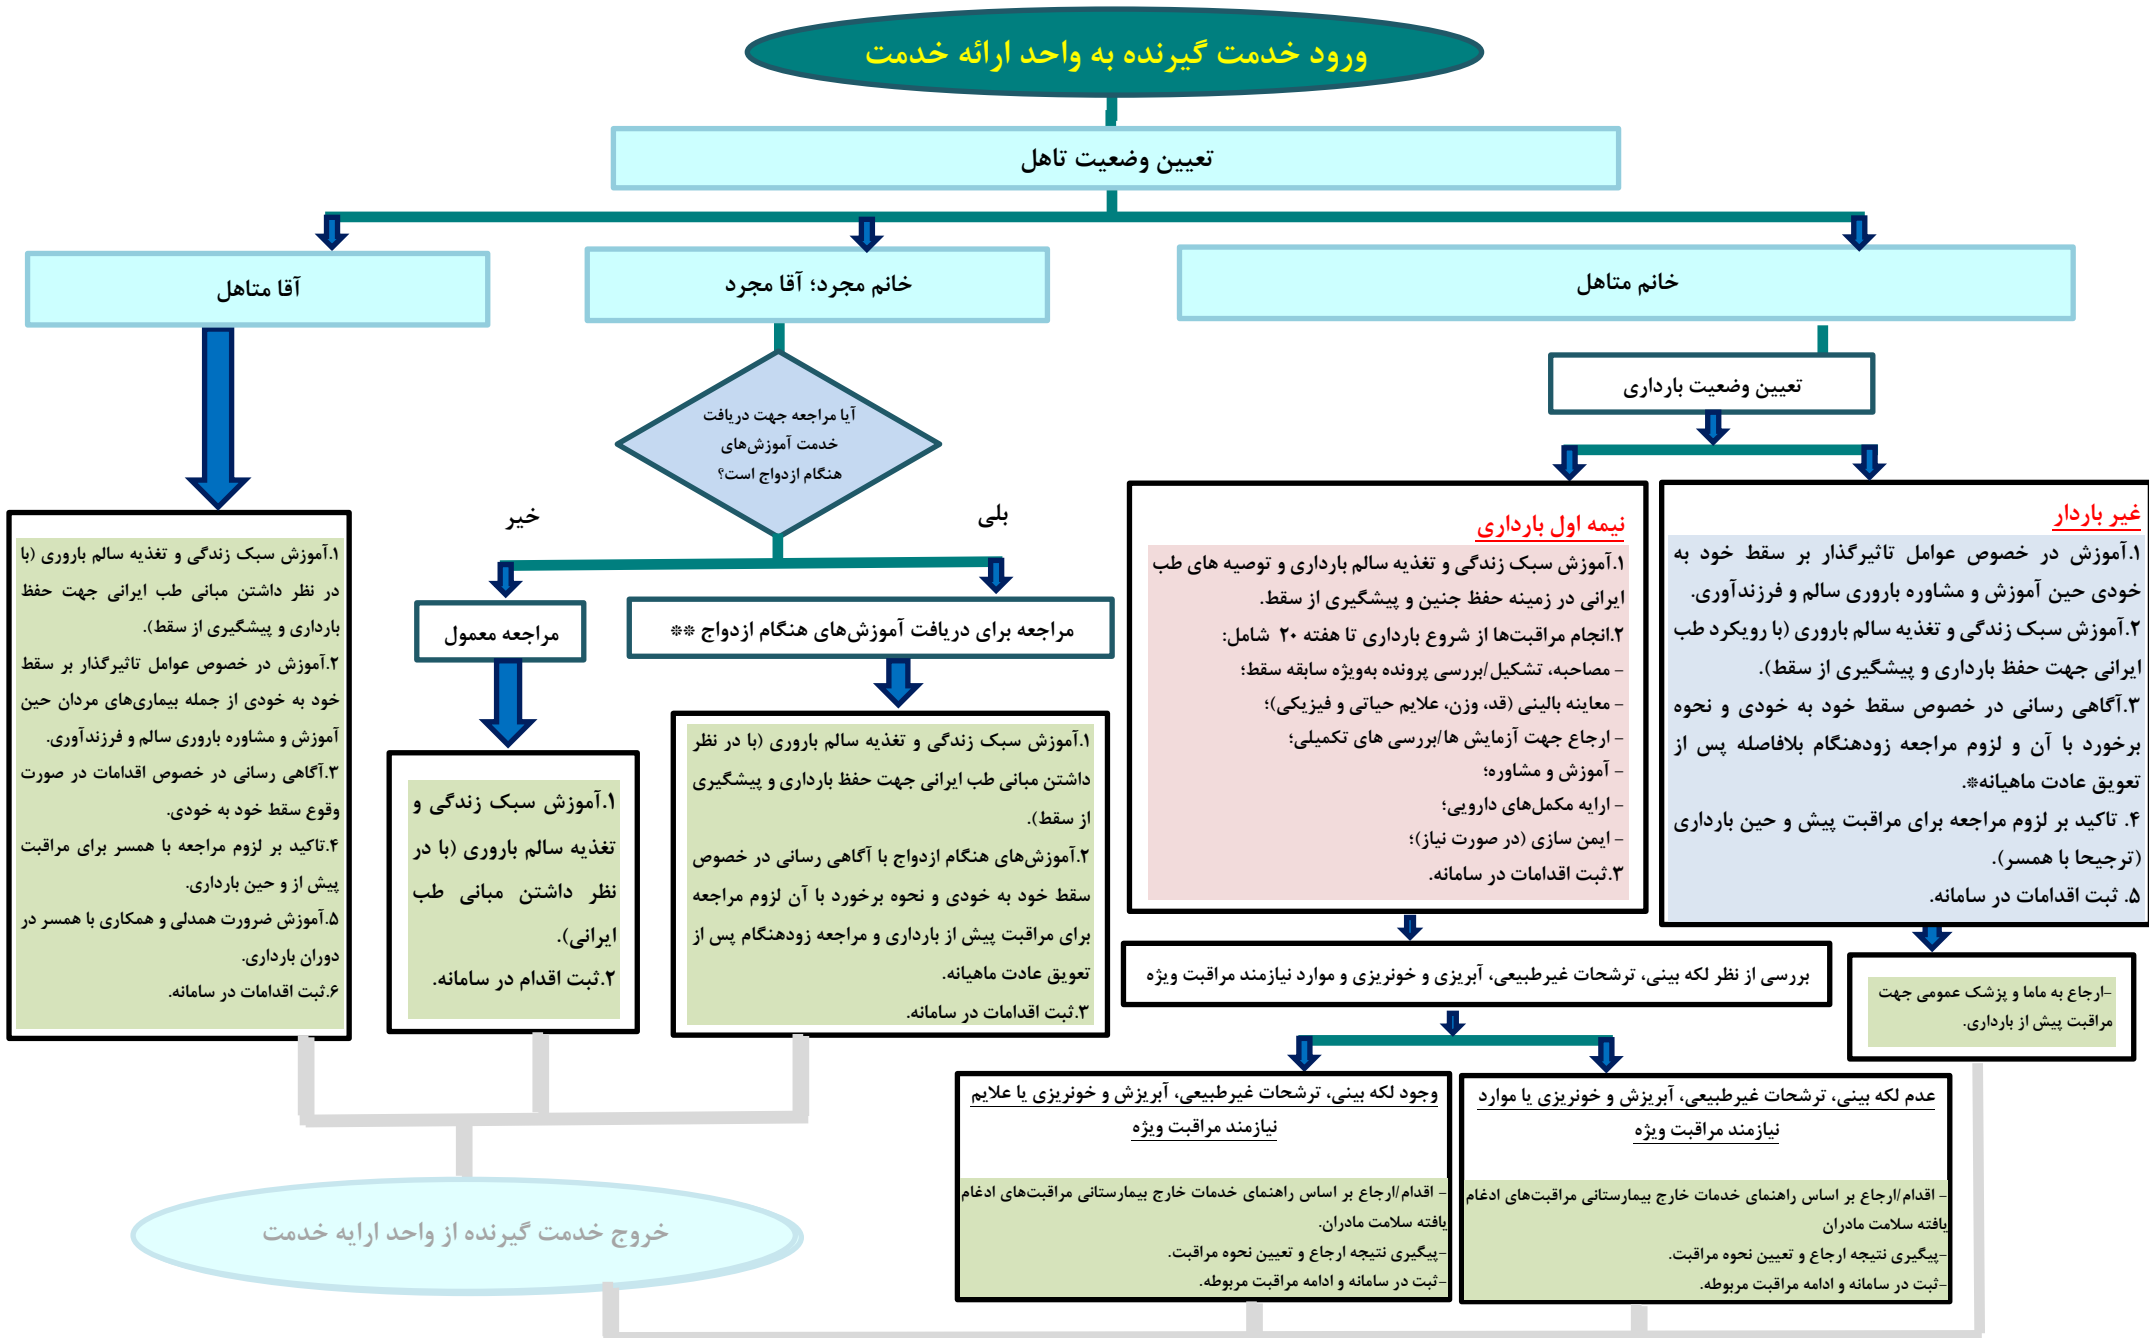 ورود خدمت گیرنده به واحد ارائه خدمت
تعیین وضعیت تاهل
خانم متاهل
خانم مجرد؛ آقا مجرد
آقا متاهل
تعیین وضعیت بارداری
آیا مراجعه جهت دریافت
خدمت آموزش‌های
هنگام ازدواج است؟
بلی
خیر
غیر باردار
۱.آموزش در خصوص عوامل تاثیرگذار بر سقط خود به
خودی حین آموزش و مشاوره باروری سالم و فرزندآوری.
۲.آموزش سبک زندگی و تغذیه سالم باروری (با رویکرد طب
ایرانی جهت حفظ بارداری و پیشگیری از سقط).
۳.آگاهی رسانی در خصوص سقط خود به خودی و نحوه
برخورد با آن و لزوم مراجعه زودهنگام بلافاصله پس از
تعویق عادت ماهیانه*.
۴. تاکید بر لزوم مراجعه برای مراقبت پیش و حین بارداری
(ترجیحا با همسر).
۵. ثبت اقدامات در سامانه.
نیمه اول بارداری
۱.آموزش سبک زندگی و تغذیه سالم بارداری و توصیه های طب
ایرانی در زمینه حفظ جنین و پیشگیری از سقط.
۲.انجام مراقبت‌ها از شروع بارداری تا هفته ۲۰ شامل:
- مصاحبه، تشکیل/بررسی پرونده به‌ویژه سابقه سقط؛
- معاینه بالینی (قد، وزن، علایم حیاتی و فیزیکی)؛
- ارجاع جهت آزمایش ها/بررسی های تکمیلی؛
- آموزش و مشاوره؛
- ارایه مکمل‌های دارویی؛
- ایمن سازی (در صورت نیاز)؛
۳.ثبت اقدامات در سامانه.
مراجعه برای دریافت آموزش‌های هنگام ازدواج **
مراجعه معمول
۱.آموزش سبک زندگی و تغذیه سالم باروری (با در نظر
داشتن مبانی طب ایرانی جهت حفظ بارداری و پیشگیری
از سقط).
۲.آموزش‌های هنگام ازدواج با آگاهی رسانی در خصوص
سقط خود به خودی و نحوه برخورد با آن لزوم مراجعه
برای مراقبت پیش از بارداری و مراجعه زودهنگام پس از
تعویق عادت ماهیانه.
۳.ثبت اقدامات در سامانه.
۱.آموزش سبک زندگی و
تغذیه سالم باروری (با در
نظر داشتن مبانی طب
ایرانی).
۲.ثبت اقدام در سامانه.
۱.آموزش سبک زندگی و تغذیه سالم باروری (با
در نظر داشتن مبانی طب ایرانی جهت حفظ
بارداری و پیشگیری از سقط).
۲.آموزش در خصوص عوامل تاثیرگذار بر سقط
خود به خودی از جمله بیماری‌های مردان حین
آموزش و مشاوره باروری سالم و فرزندآوری.
۳.آگاهی رسانی در خصوص اقدامات در صورت
وقوع سقط خود به خودی.
۴.تاکید بر لزوم مراجعه با همسر برای مراقبت
پیش از و حین بارداری.
۵.آموزش ضرورت همدلی و همکاری با همسر در
دوران بارداری.
۶.ثبت اقدامات در سامانه.
بررسی از نظر لکه بینی، ترشحات غیرطبیعی، آبریزی و خونریزی و موارد نیازمند مراقبت ویژه
-ارجاع به ماما و پزشک عمومی جهت
مراقبت پیش از بارداری.
عدم لکه بینی، ترشحات غیرطبیعی، آبریزش و خونریزی یا موارد
نیازمند مراقبت ویژه
- اقدام/ارجاع بر اساس راهنمای خدمات خارج بیمارستانی مراقبت‌های ادغام
یافته سلامت مادران
-پیگیری نتیجه ارجاع و تعیین نحوه مراقبت.
-ثبت در سامانه و ادامه مراقبت مربوطه.
وجود لکه بینی، ترشحات غیرطبیعی، آبریزش و خونریزی یا علایم
نیازمند مراقبت ویژه
- اقدام/ارجاع بر اساس راهنمای خدمات خارج بیمارستانی مراقبت‌های ادغام
یافته سلامت مادران.
-پیگیری نتیجه ارجاع و تعیین نحوه مراقبت.
-ثبت در سامانه و ادامه مراقبت مربوطه.
خروج خدمت گیرنده از واحد ارایه خدمت